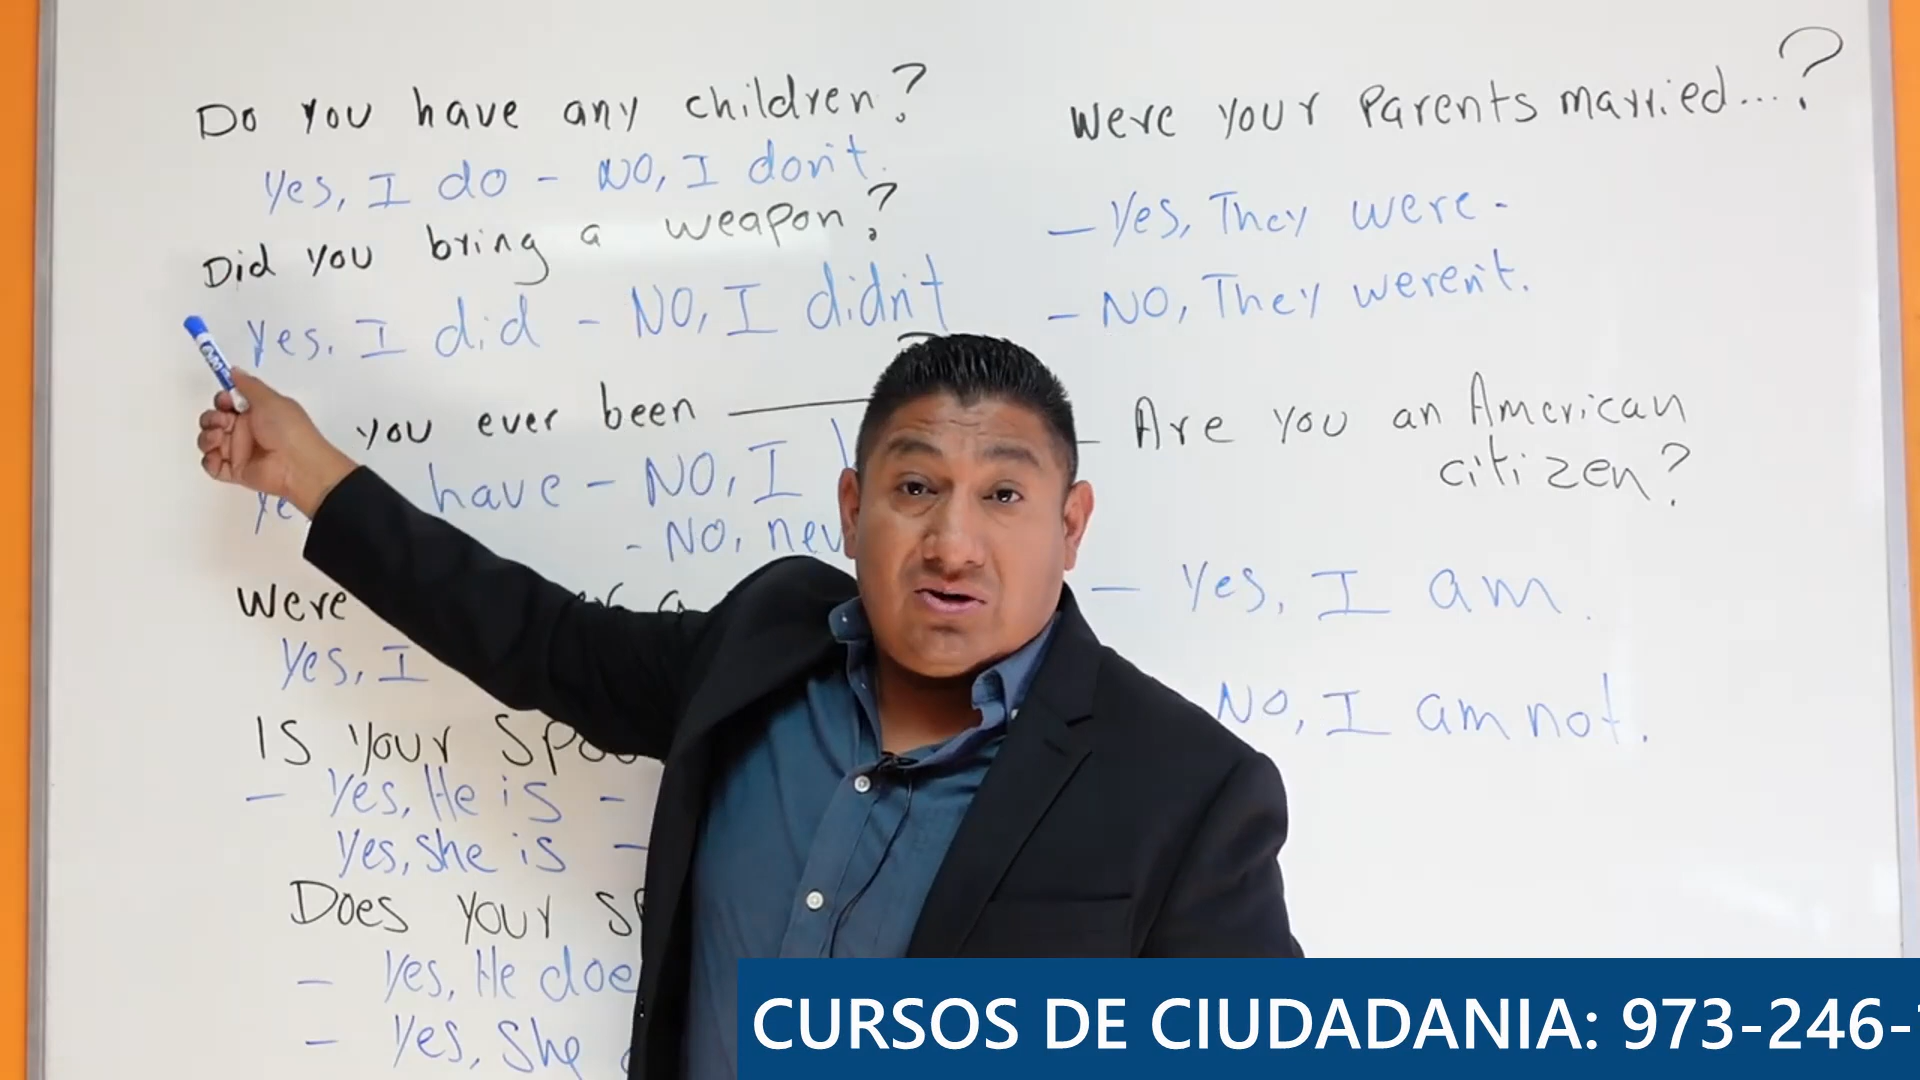 Do you have any children?
Yes, I do - NO, I don't.
Did you bring a weapon?
Yes. I did - NO, I didn't
you ever been
have - NO, I
- NO,
Were
Yes, I
Is your
- Yes, He is -
Yes, she is -
Does your
- Yes, He
- Yes, She
Were your Parents married...?
- Yes, They were.
- NO, They weren't.
- Are you an American
citizen?
- Yes, I am.
No, I am not.
CURSOS DE CIUDADANIA: 973-246-